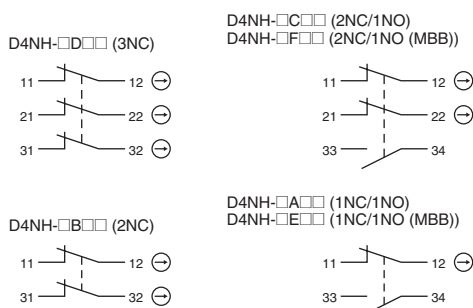 D4NH-□D□□ (3NC)
11 12
21 22
31 32
D4NH-□C□□ (2NC/1NO)
D4NH-□F□□ (2NC/1NO (MBB))
11 12
21 22
33 34
D4NH-□B□□ (2NC)
11 12
31 32
D4NH-□A□□ (1NC/1NO)
D4NH-□E□□ (1NC/1NO (MBB))
11 12
33 34